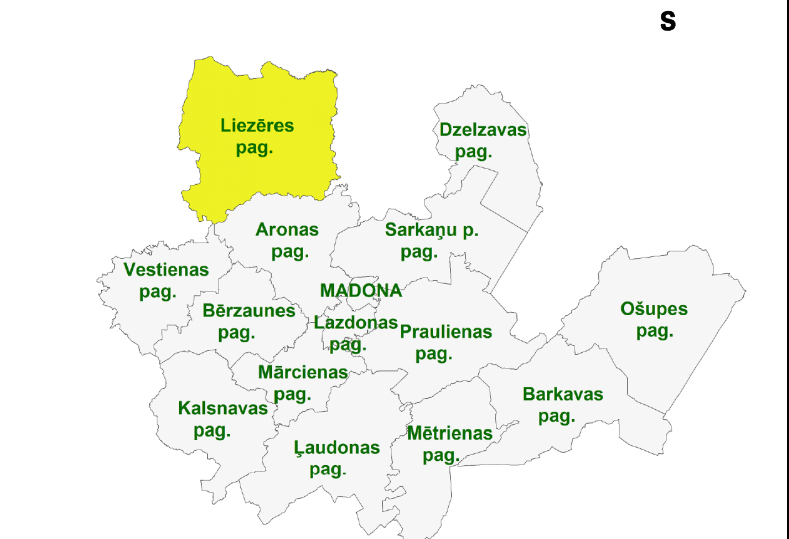 S
Liezēres
pag.
Dzelzavas
pag.
Aronas
pag.
Sarkaņu p.
pag.
Vestienas
pag.
MADONA
Bērzaunes
pag.
Lazdonas
pag.
Praulienas
pag.
Ošupes
pag.
Mārcienas
pag.
Barkavas
pag.
Kalsnavas
pag.
Mētrienas
pag.
Ļaudonas
pag.